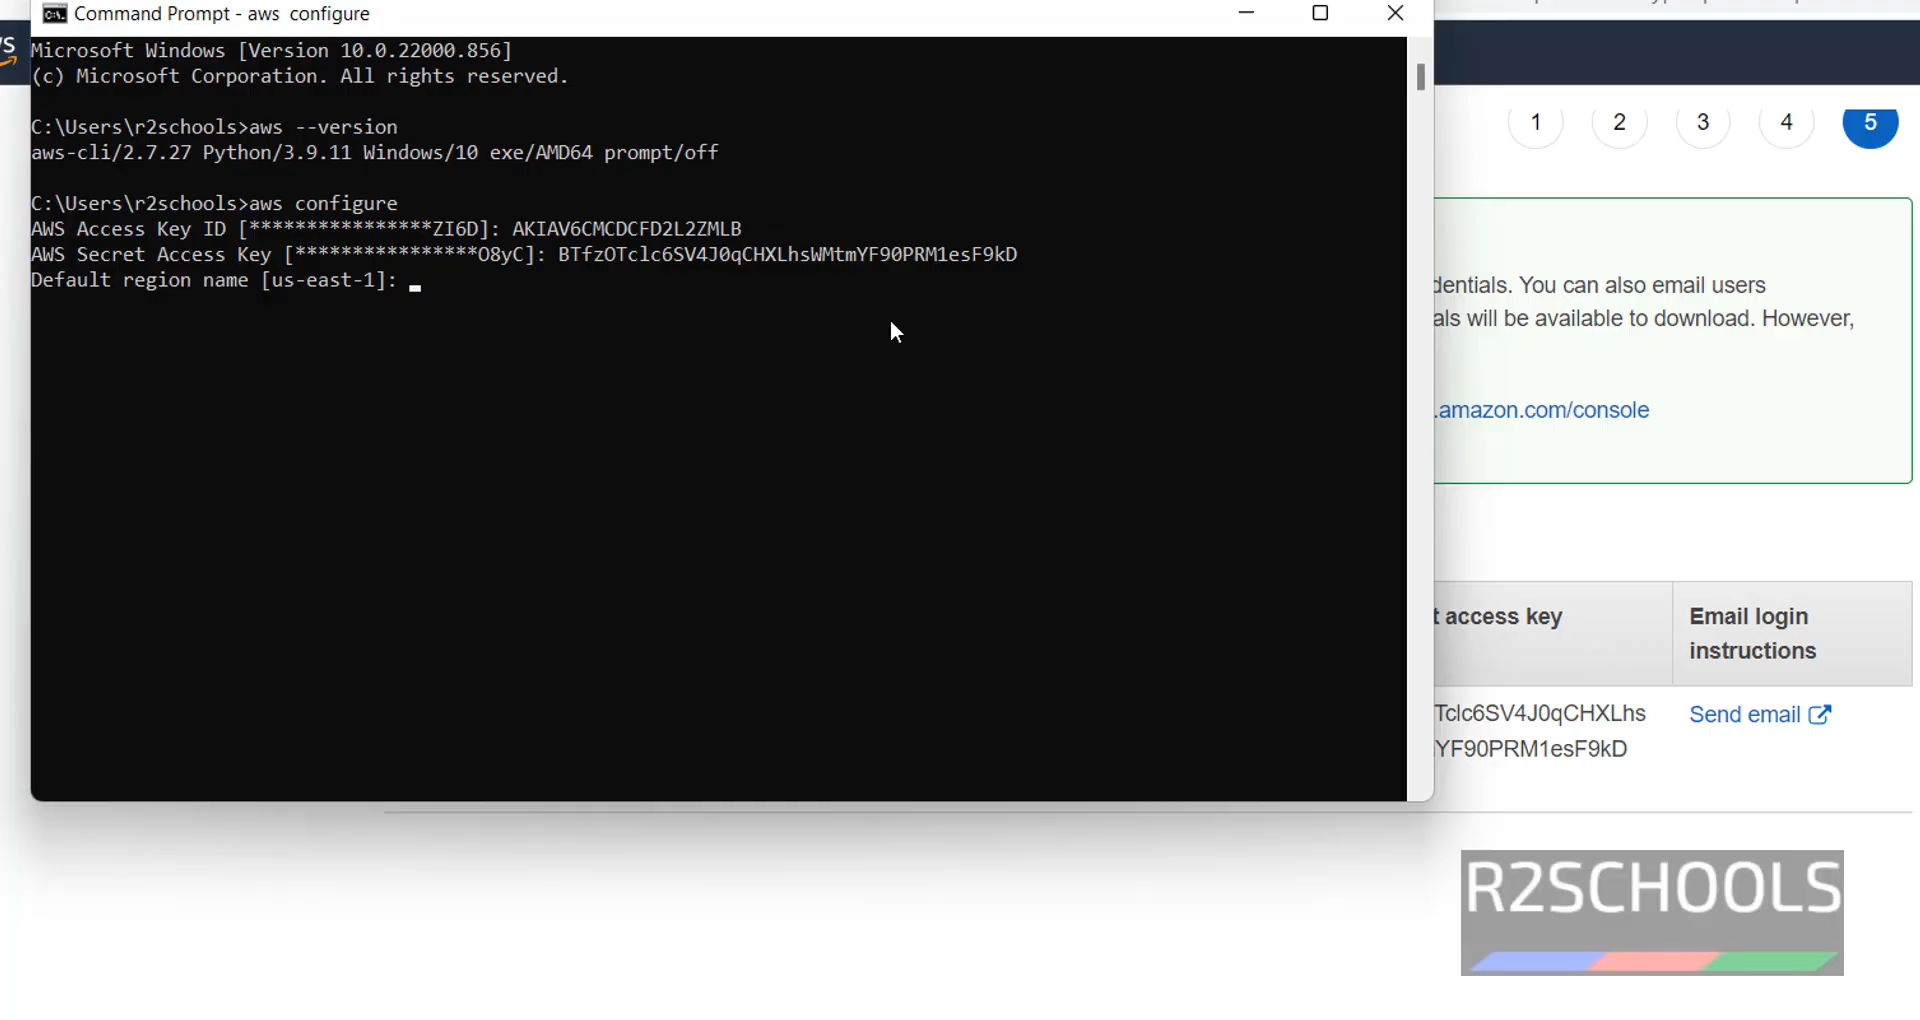 Command Prompt - aws  configure
Microsoft Windows [Version 10.0.22000.856]
(c) Microsoft Corporation. All rights reserved.
C:\Users\r2schools>aws --version
aws-cli/2.7.27 Python/3.9.11 Windows/10 exe/AMD64 prompt/off
C:\Users\r2schools>aws configure
AWS Access Key ID [****************ZI6D]: AKIAV6CMCDCFD2L2ZMLB
AWS Secret Access Key [****************O8yC]: 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
Default region name [us-east-1]:
1 2 3 4 5
dentials. You can also email users
als will be available to download. However,
.amazon.com/console
t access key
Email login
instructions
Tclc6SV4J0qCHXLhs
YF90PRM1esF9kD
Send email
R2SCHOOLS